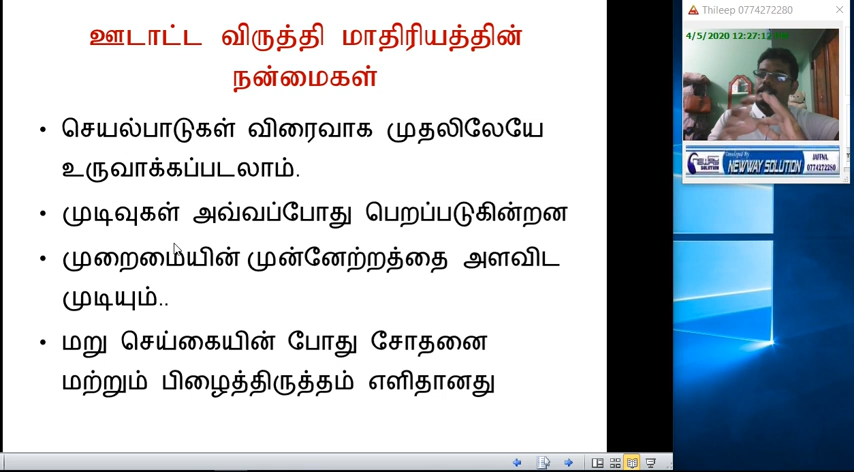 ஊடாட்ட விருத்தி மாதிரியத்தின்
நன்மைகள்
• செயல்பாடுகள் விரைவாக முதலிலேயே
உருவாக்கப்படலாம்.
• முடிவுகள் அவ்வப்போது பெறப்படுகின்றன
• முறைமையின் முன்னேற்றத்தை அளவிட
முடியும்..
• மறு செய்கையின் போது சோதனை
மற்றும் பிழைத்திருத்தம் எளிதானது
Thileep 0774272280
4/5/2020 12:27:1
NEWWAY SOLUTION
JAFFNA
0774272280